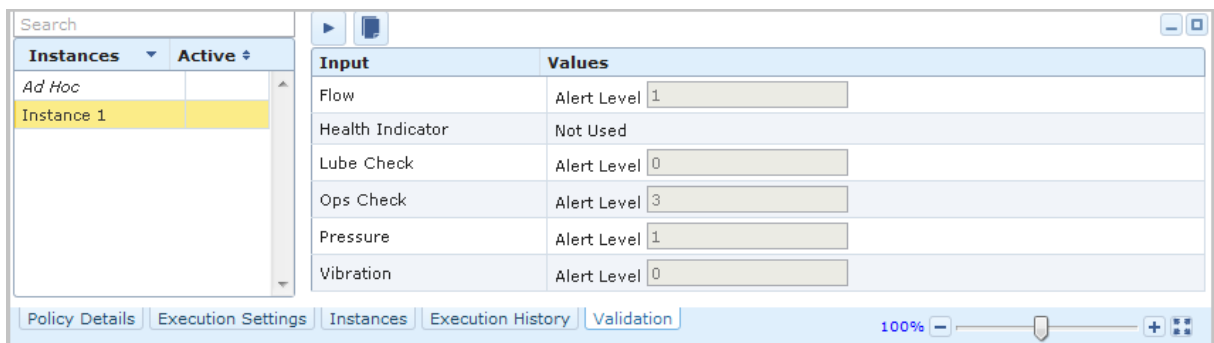 Search
Instances Active
Ad Hoc
Instance 1
Input Values
Flow Alert Level 1
Health Indicator Not Used
Lube Check Alert Level 0
Ops Check Alert Level 3
Pressure Alert Level 1
Vibration Alert Level 0
Policy Details Execution Settings Instances Execution History Validation 100%